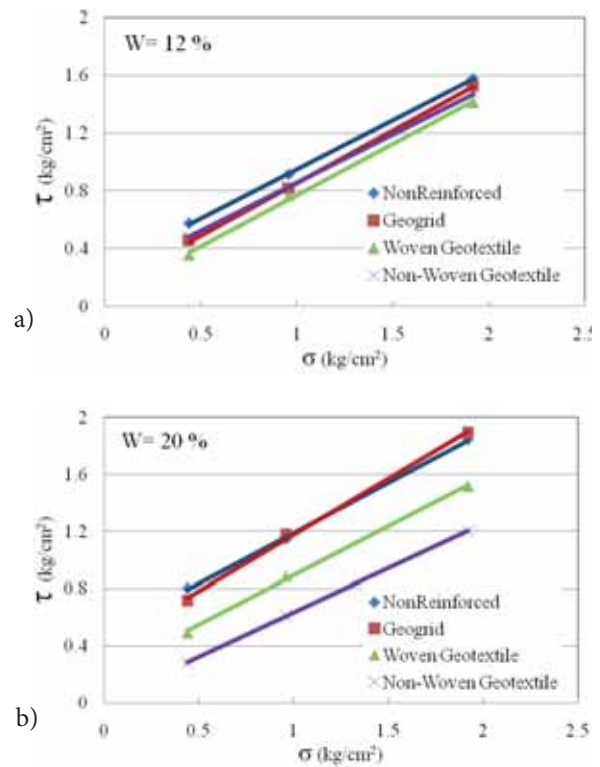 W= 12 %
2
1.6
1.2
0.8
0.4
0
τ (kg/cm²)
NonReinforced
Geogrid
Woven Geotextile
Non-Woven Geotextile
0 0.5 1 1.5 2 2.5
σ (kg/cm²)
a)
W= 20 %
2
1.6
1.2
0.8
0.4
0
τ (kg/cm²)
NonReinforced
Geogrid
Woven Geotextile
Non-Woven Geotextile
0 0.5 1 1.5 2 2.5
σ (kg/cm²)
b)